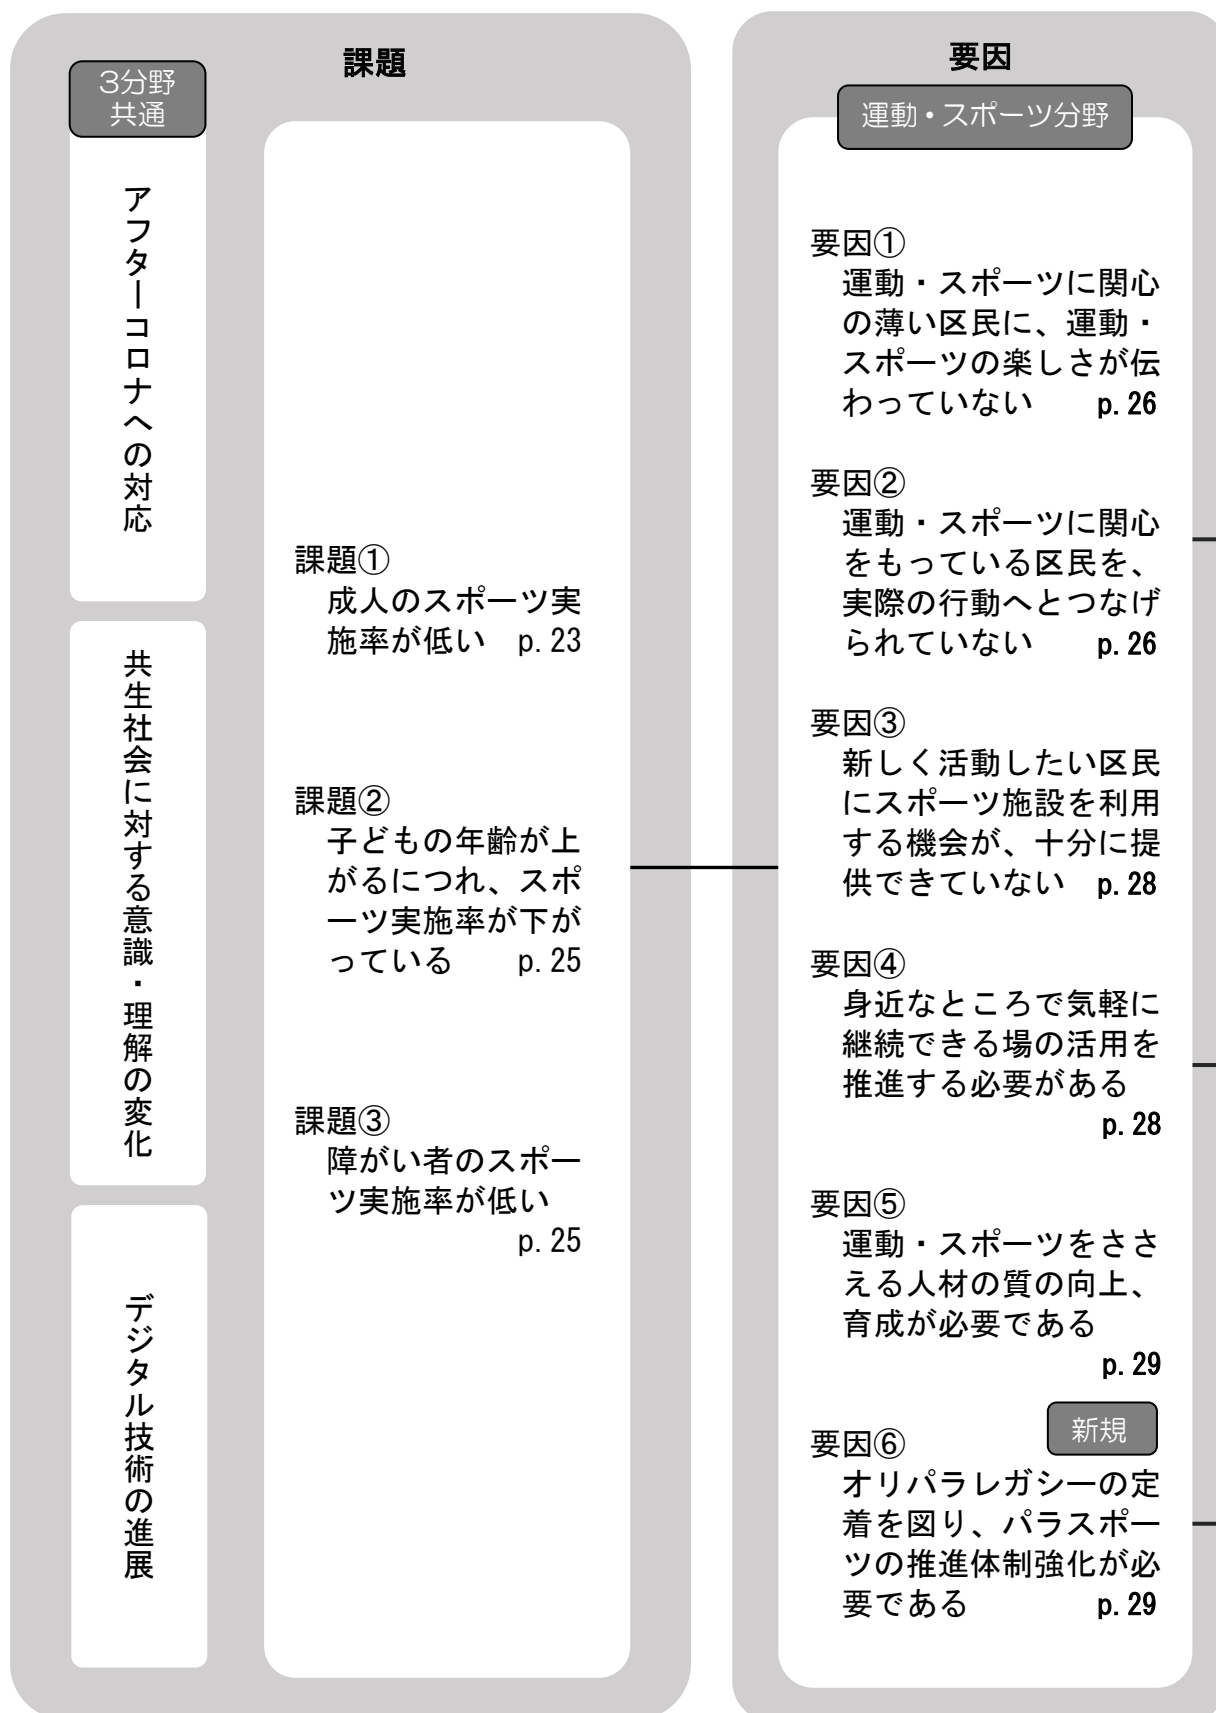 課題
3分野
共通
アフターコロナへの対応
共生社会に対する意識・理解の変化
デジタル技術の進展
課題①
成人のスポーツ実
施率が低い p.23
課題②
子どもの年齢が上
がるにつれ、スポ
ーツ実施率が下が
っている p.25
課題③
障がい者のスポー
ツ実施率が低い
p.25
要因
運動・スポーツ分野
要因①
運動・スポーツに関心
の薄い区民に、運動・
スポーツの楽しさが伝
わっていない p.26
要因②
運動・スポーツに関心
をもっている区民を、
実際の行動へとつなげ
られていない p.26
要因③
新しく活動したい区民
にスポーツ施設を利用
する機会が、十分に提
供できていない p.28
要因④
身近なところで気軽に
継続できる場の活用を
推進する必要がある
p.28
要因⑤
運動・スポーツをささ
える人材の質の向上、
育成が必要である
p.29
新規
要因⑥
オリパラレガシーの定
着を図り、パラスポー
ツの推進体制強化が必
要である p.29